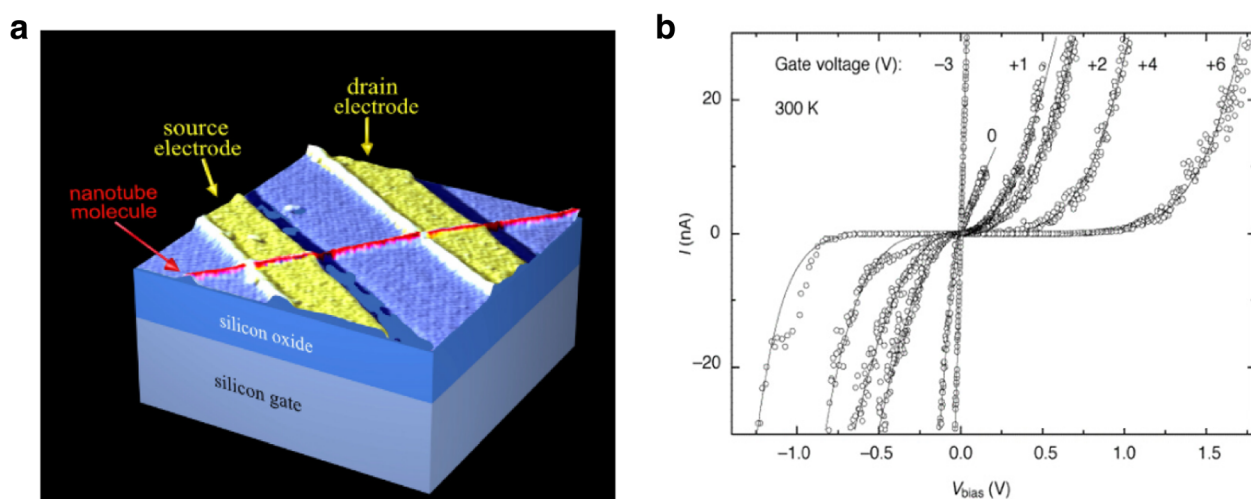 a
drain
electrode
source
electrode
nanotube
molecule
silicon oxide
silicon gate
b
Gate voltage (V): –3 +1 +2 +4 +6
300 K
0
20
0
–20
I (nA)
–1.0 –0.5 0.0 0.5 1.0 1.5
Vbias (V)